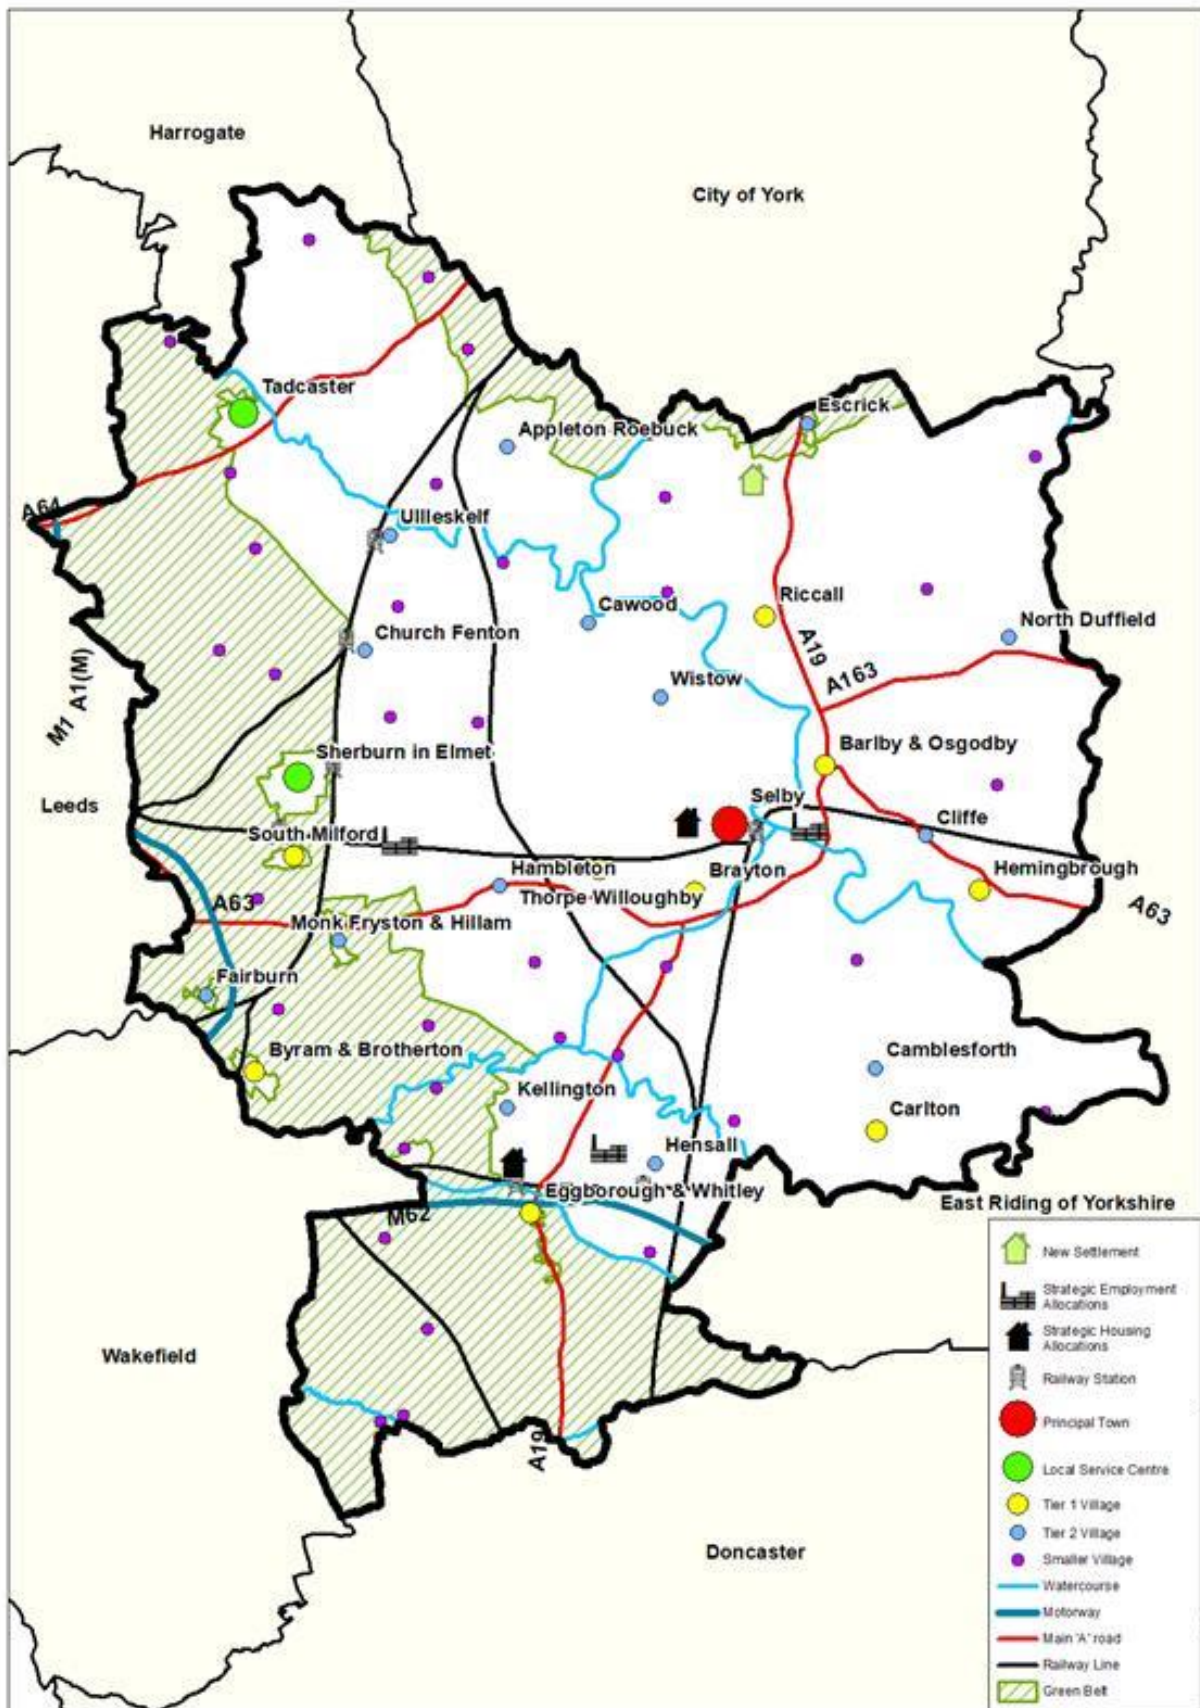 Harrogate
City of York
Tadcaster
Escrick
Appleton Roebuck
A64
Ullleskelf
Cawood
Riccall
Church Fenton
North Duffield
A19
A163
Wistow
M1
A1(M)
Barlby & Osgodby
Sherburn in Elmet
Leeds
Selby
Cliffe
South Milford
Hambleton
Brayton
Hemingbrough
Thorpe Willoughby
A63
A63
Monk Fryston & Hillam
Fairburn
Byram & Brotherton
Camblesforth
Kellington
Carlton
Hensall
Eggborough & Whitley
East Riding of Yorkshire
M62
Wakefield
A19
Doncaster
New Settlement
Strategic Employment
Allocations
Strategic Housing
Allocations
Railway Station
Principal Town
Local Service Centre
Tier 1 Village
Tier 2 Village
Smaller Village
Watercourse
Motorway
Main 'A' road
Railway Line
Green Belt